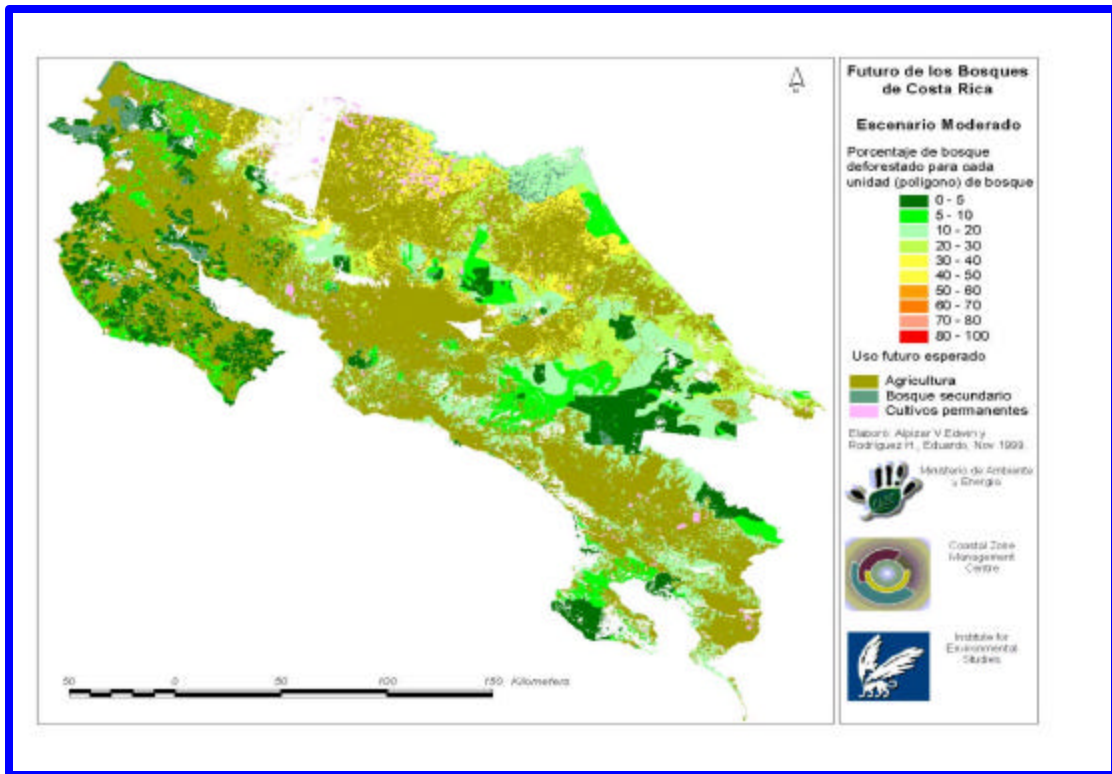 Futuro de los Bosques
de Costa Rica
Escenario Moderado
Porcentaje de bosque
deforestado para cada
unidad (polígono) de bosque
0 - 5
5 - 10
10 - 20
20 - 30
30 - 40
40 - 50
50 - 60
60 - 70
70 - 80
80 - 100
Uso futuro esperado
Agricultura
Bosque secundario
Cultivos permanentes
Elaboró: Alpizar V.Edwin y
Rodríguez H., Eduardo, Nov 1999.
Ministerio de Ambiente
y Energía
Coastal Zone
Management
Centre
Institute for
Environmental
Studies
50 0 50 100 150 Kilometers